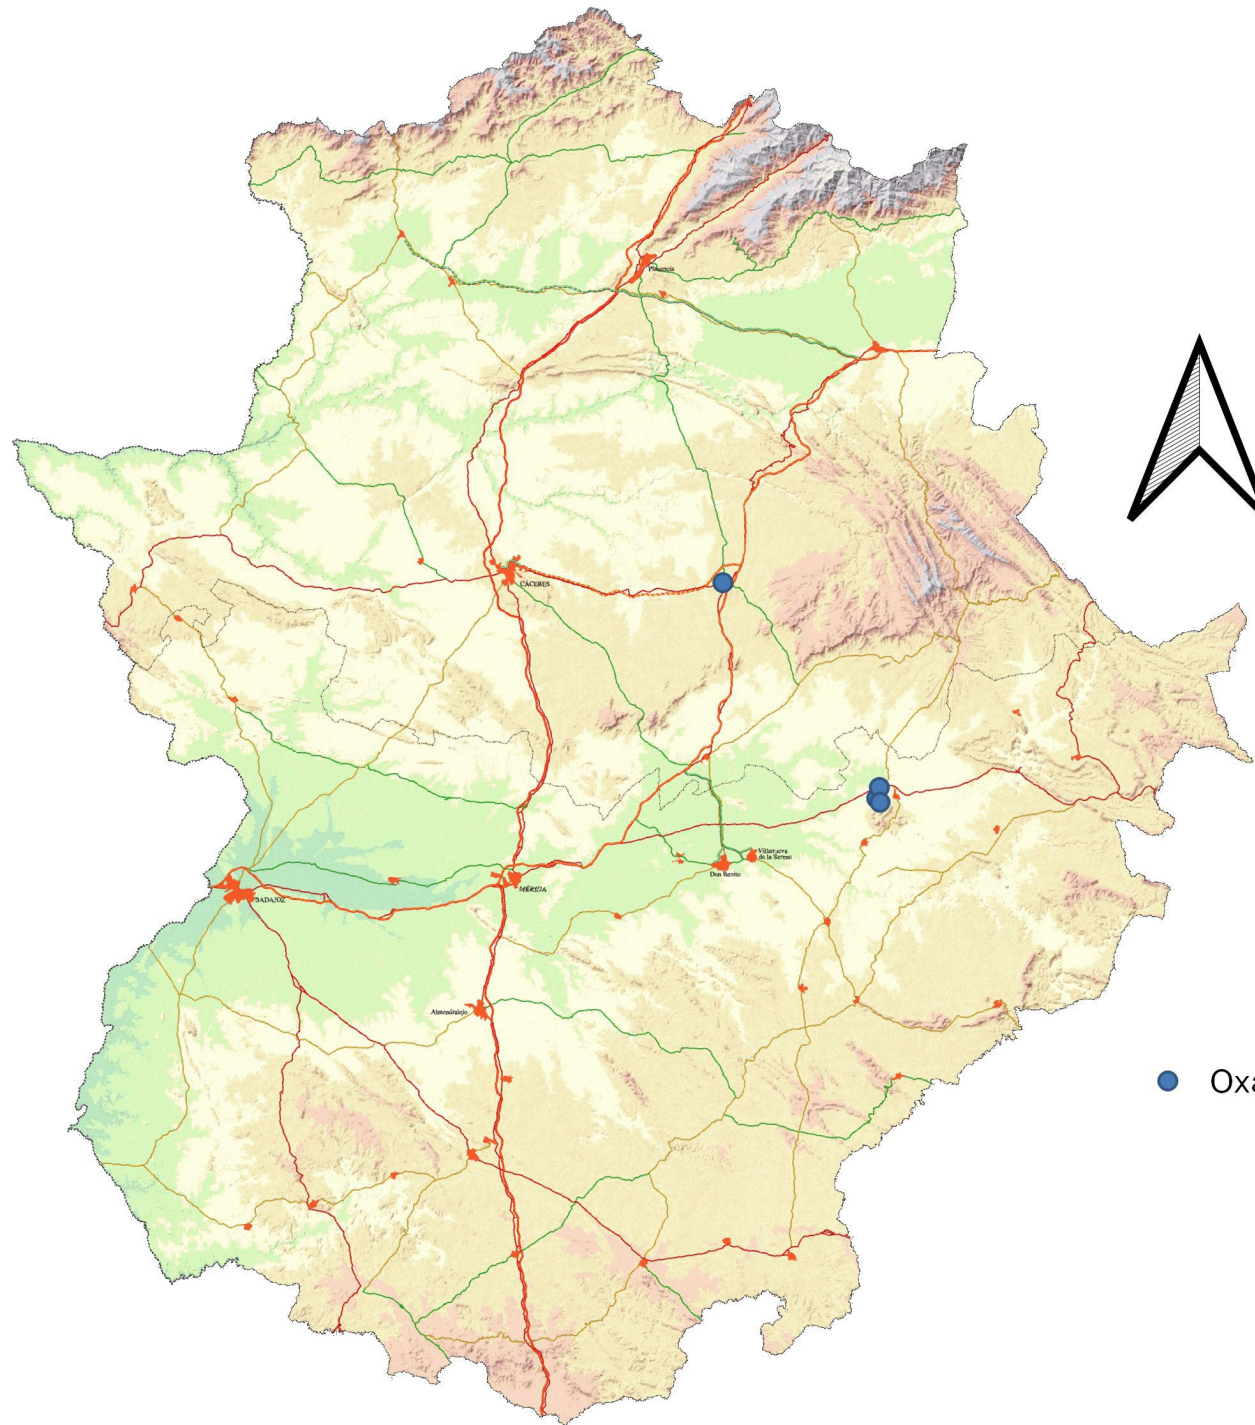 Plasencia
CÁCERES
Villanueva
de la Serena
Don Benito
MÉRIDA
BADAJOZ
Almendralejo
Oxa